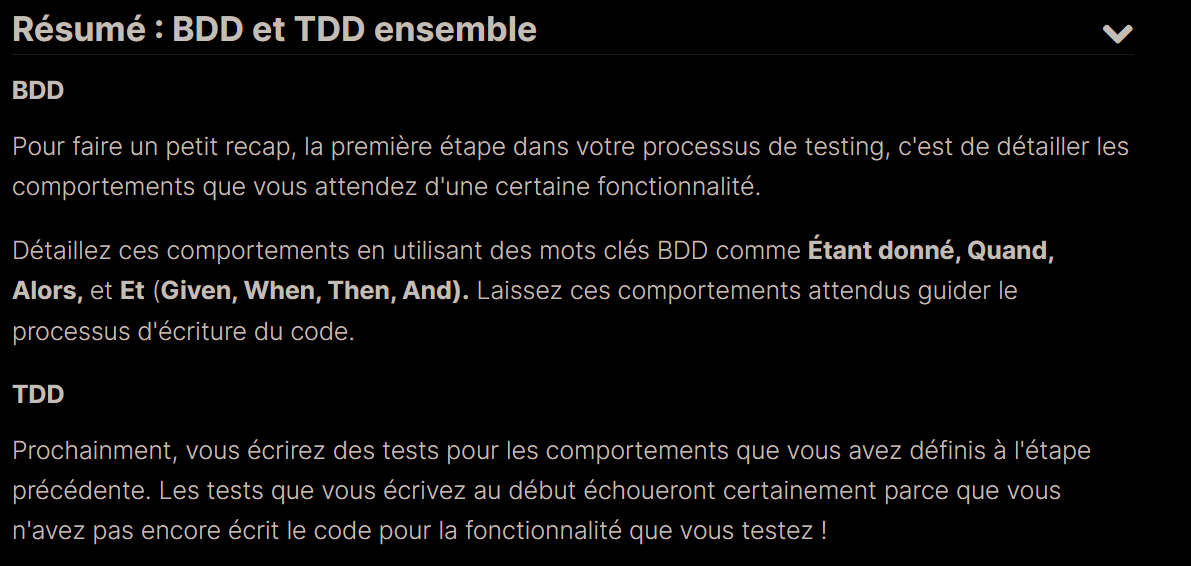 Résumé : BDD et TDD ensemble
BDD
Pour faire un petit recap, la première étape dans votre processus de testing, c'est de détailler les
comportements que vous attendez d'une certaine fonctionnalité.
Détaillez ces comportements en utilisant des mots clés BDD comme Étant donné, Quand,
Alors, et Et (Given, When, Then, And). Laissez ces comportements attendus guider le
processus d'écriture du code.
TDD
Prochainment, vous écrirez des tests pour les comportements que vous avez définis à l'étape
précédente. Les tests que vous écrivez au début échoueront certainement parce que vous
n'avez pas encore écrit le code pour la fonctionnalité que vous testez !